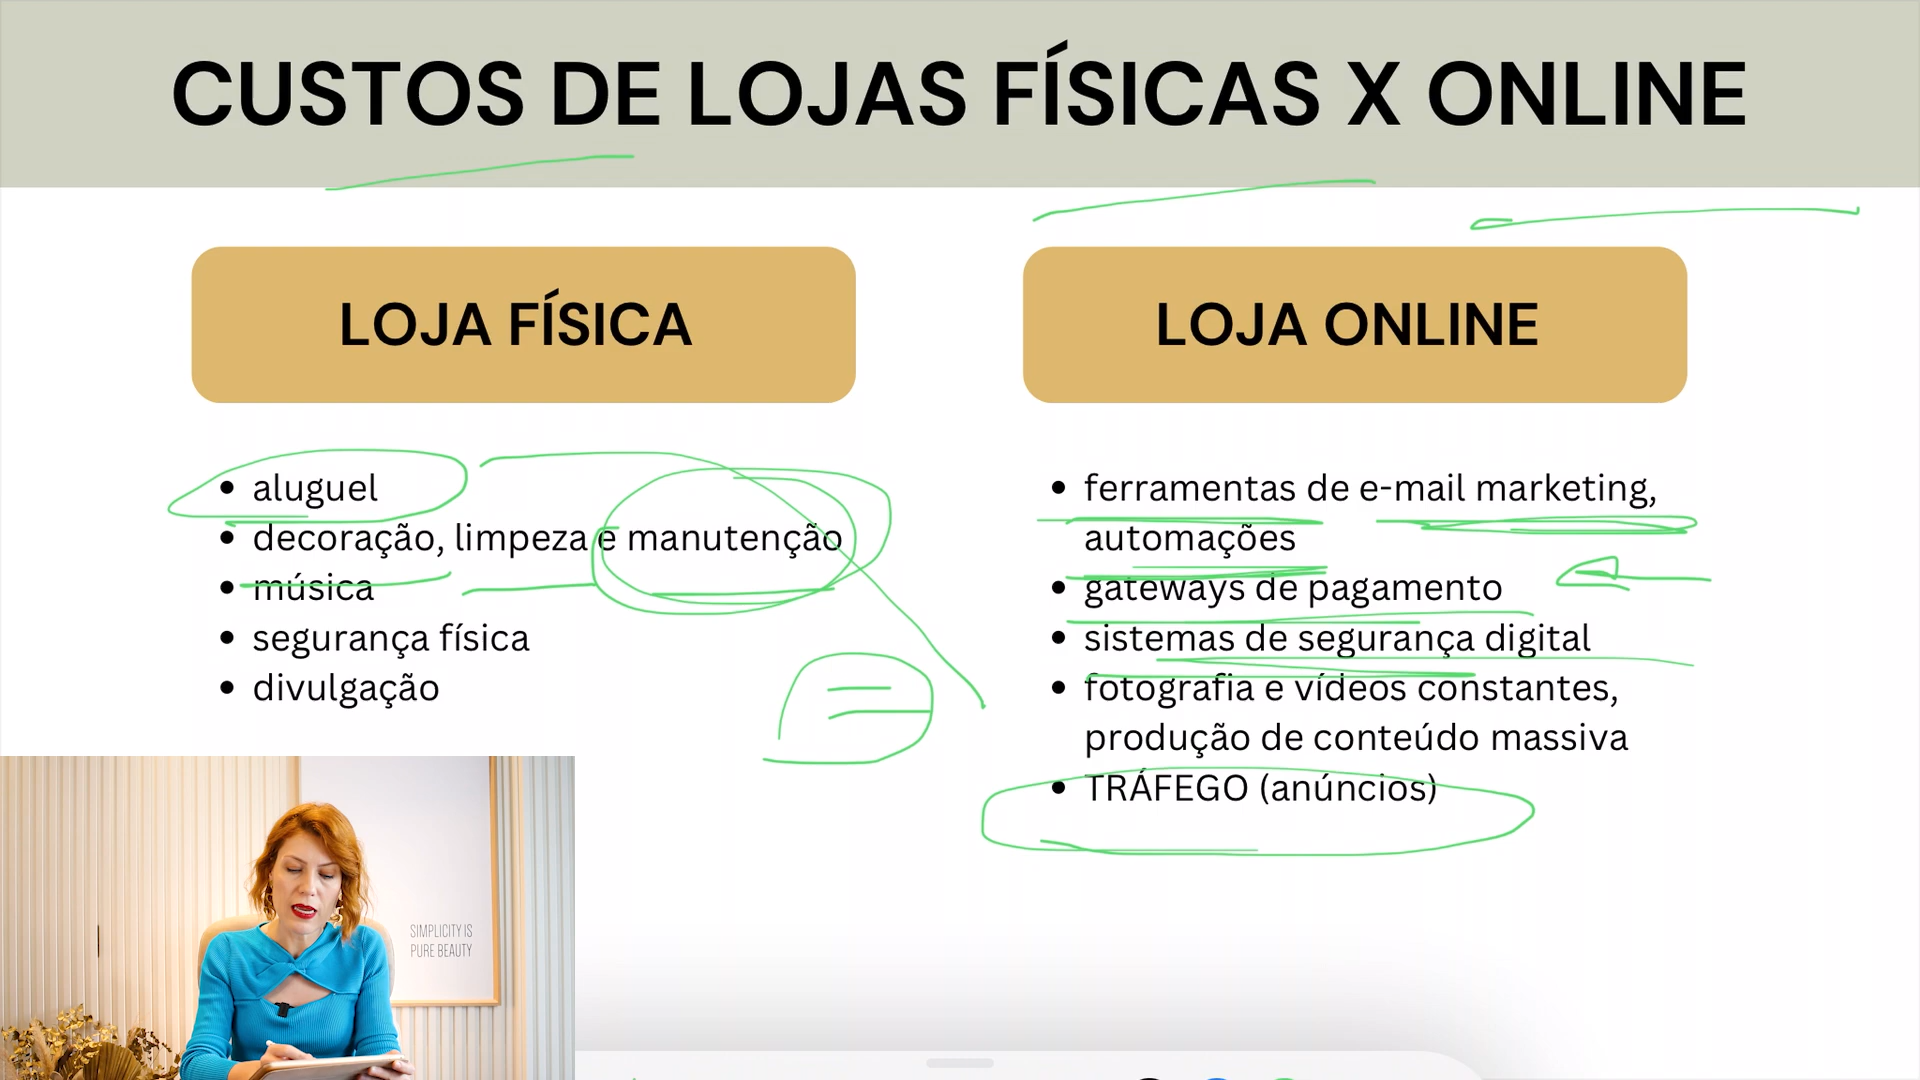 CUSTOS DE LOJAS FÍSICAS X ONLINE
LOJA FÍSICA
aluguel
decoração, limpeza e manutenção
música
segurança física
divulgação
LOJA ONLINE
ferramentas de e-mail marketing,
automações
gateways de pagamento
sistemas de segurança digital
fotografia e vídeos constantes,
produção de conteúdo massiva
TRÁFEGO (anúncios)
SIMPLICITY IS
PURE BEAUTY